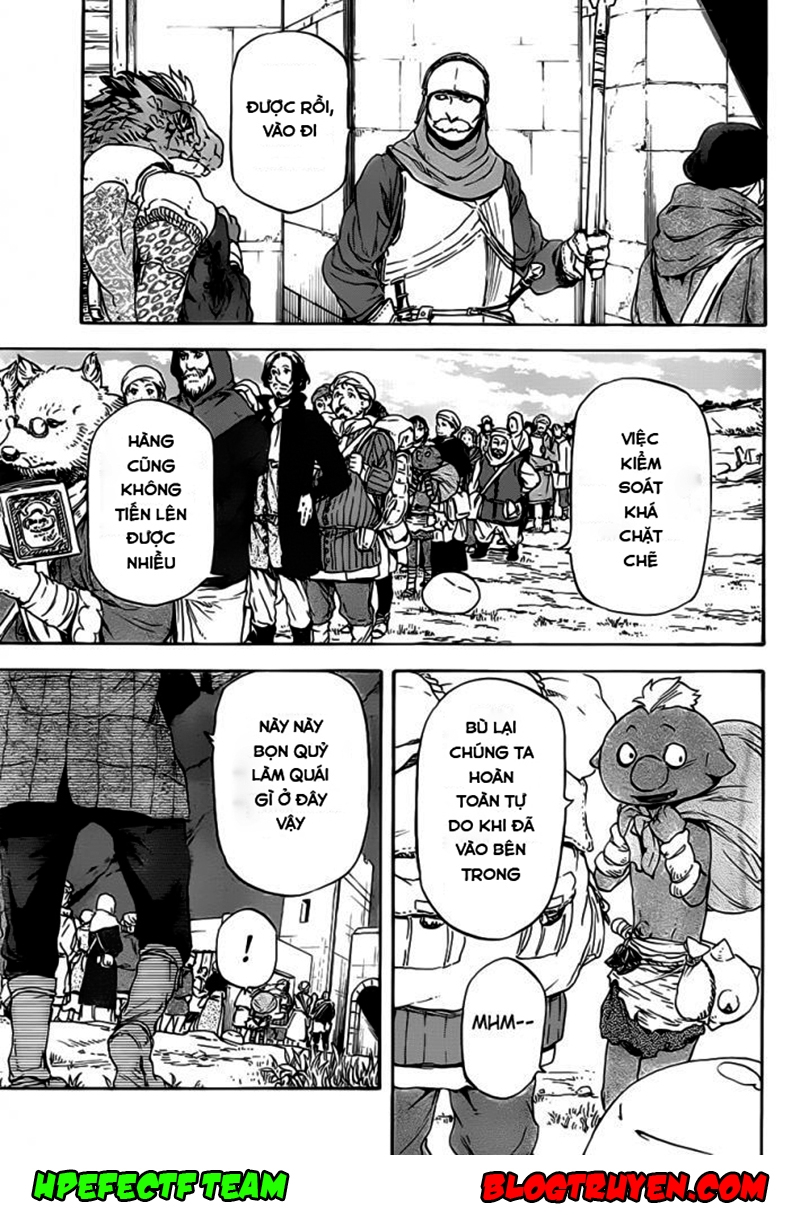 ĐƯỢC RỒI,
VÀO ĐI
VIỆC
KIỂM
SOÁT
KHÁ
CHẶT
CHẼ
HÀNG
CŨNG
KHÔNG
TIẾN LÊN
ĐƯỢC
NHIỀU
BÙ LẠI
CHÚNG TA
HOÀN
TOÀN TỰ
DO KHI ĐÃ
VÀO BÊN
TRONG
MHM--
NÀY NÀY
BỌN QUỶ
LÀM QUÁI
GÌ Ở ĐÂY
VẬY
!
HPEFECTF TEAM
BLOGTRUYEN.COM